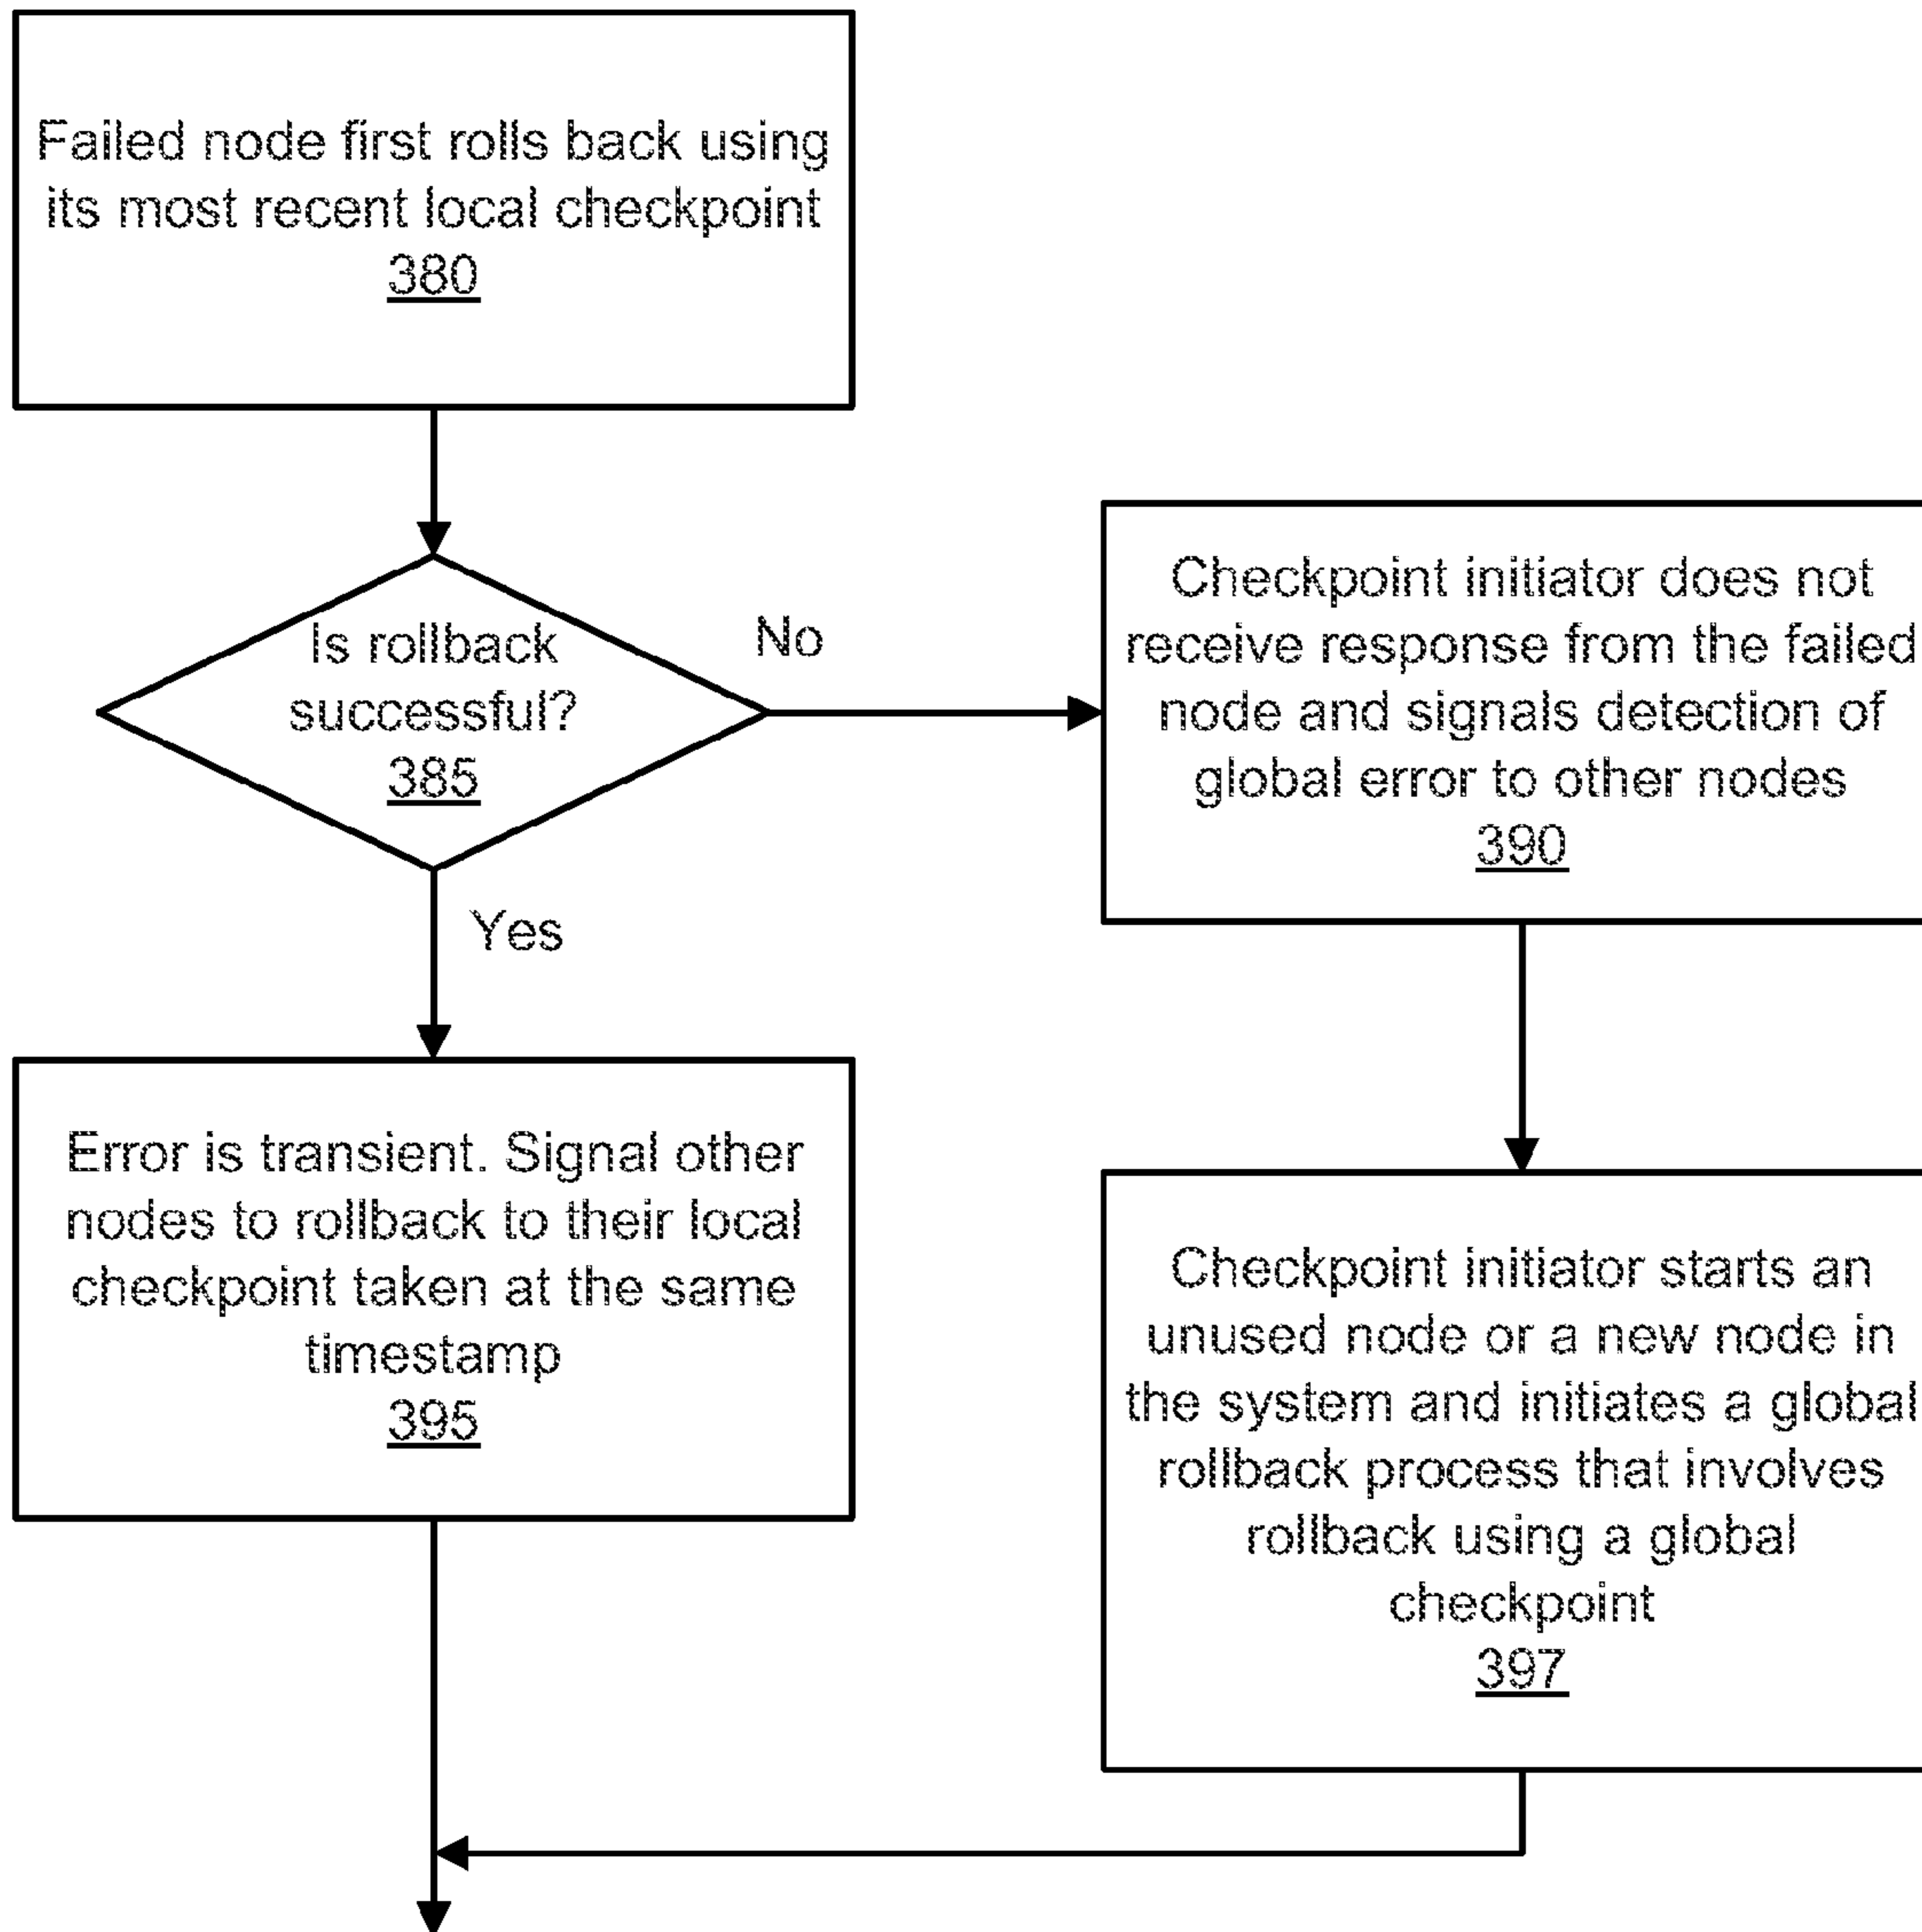 Failed node first rolls back using
its most recent local checkpoint
380
Is rollback
successful?
385
No
Yes
Checkpoint initiator does not
receive response from the failed
node and signals detection of
global error to other nodes
390
Error is transient. Signal other
nodes to rollback to their local
checkpoint taken at the same
timestamp
395
Checkpoint initiator starts an
unused node or a new node in
the system and initiates a global
rollback process that involves
rollback using a global
checkpoint
397